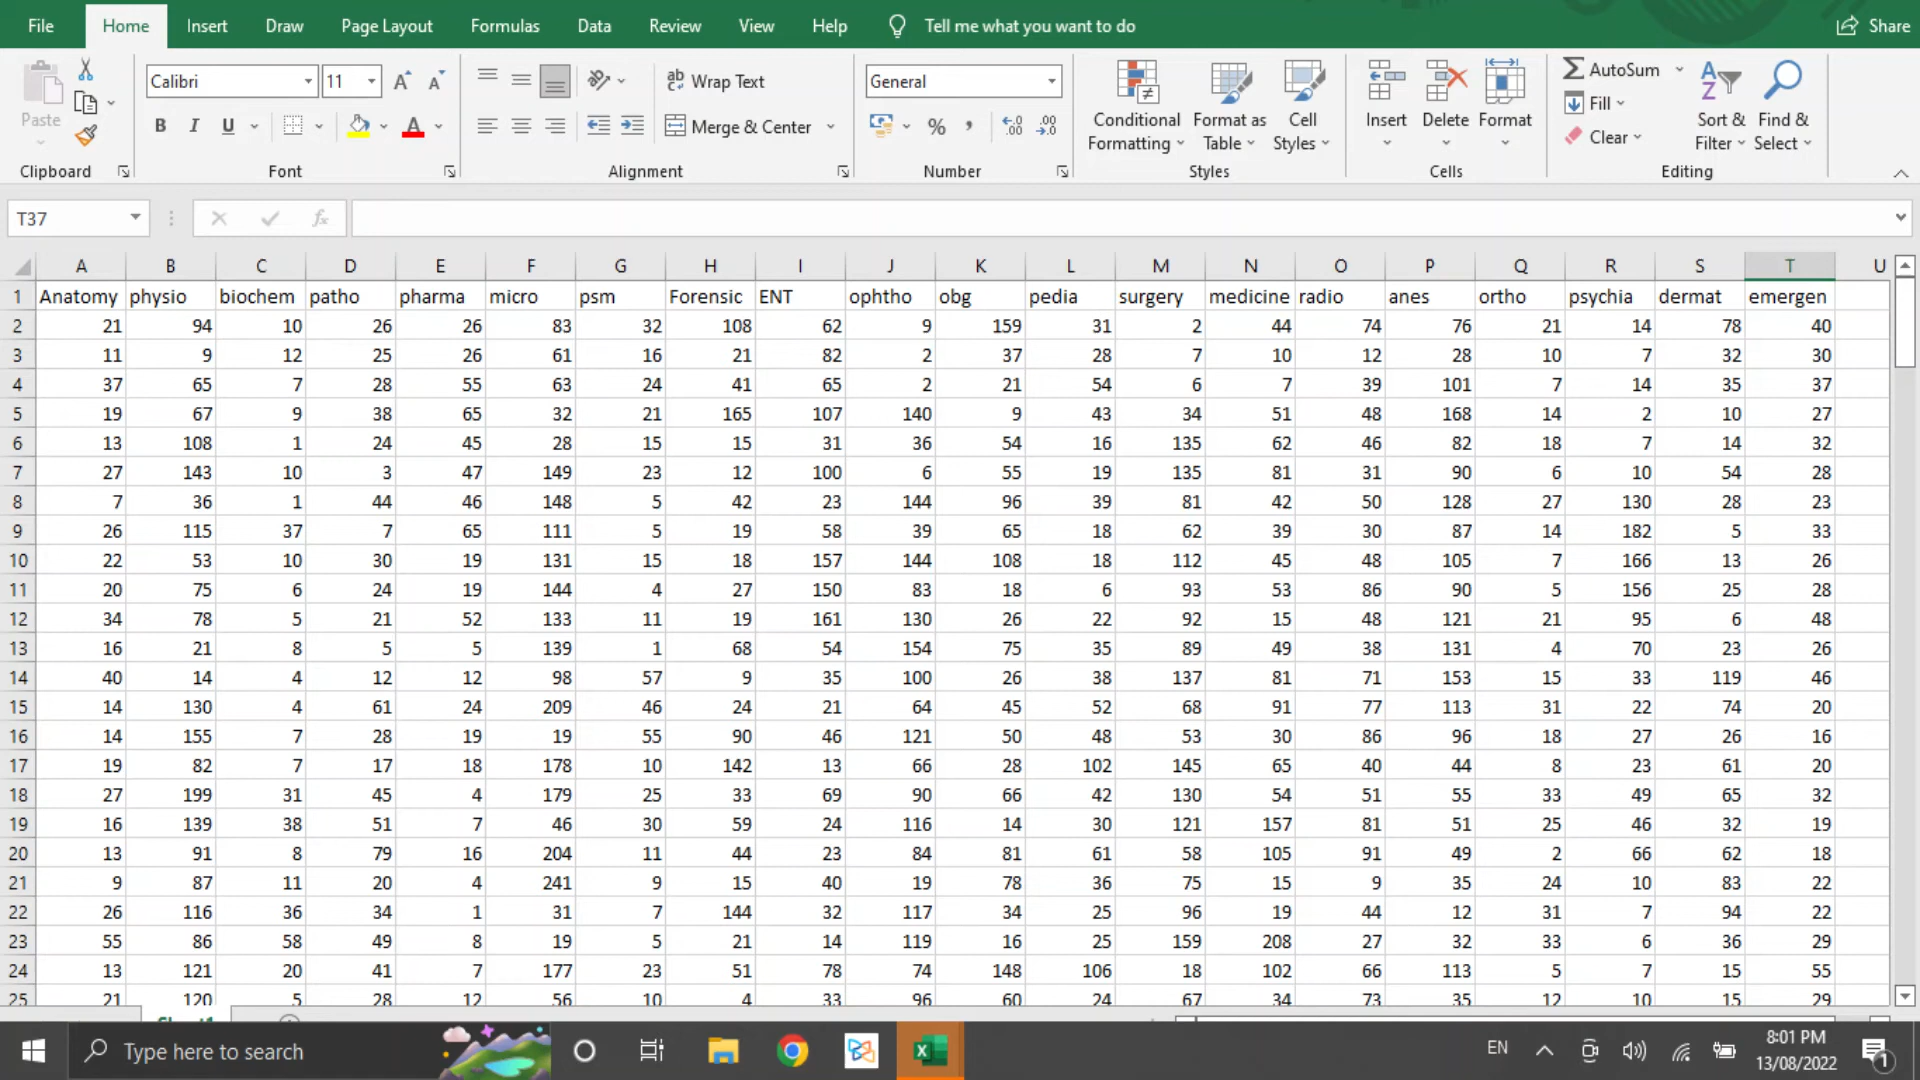 File Home Insert Draw Page Layout Formulas Data Review View Help Tell me what you want to do Share
Calibri 11 Wrap Text General AutoSum
Paste B I U Merge & Center % Conditional Formatting Format as Table Cell Styles Insert Delete Format Fill Clear Sort & Filter Find & Select
Clipboard Font Alignment Number Styles Cells Editing
T37 fx
A B C D E F G H I J K L M N O P Q R S T U
1 Anatomy physio biochem patho pharma micro psm Forensic ENT ophtho obg pedia surgery medicine radio anes ortho psychia dermat emergen
2 21 94 10 26 26 83 32 108 62 9 159 31 2 44 74 76 21 14 78 40
3 11 9 12 25 26 61 16 21 82 2 37 28 7 10 12 28 10 7 32 30
4 37 65 7 28 55 63 24 41 65 2 21 54 6 7 39 101 7 14 35 37
5 19 67 9 38 65 32 21 165 107 140 9 43 34 51 48 168 14 2 10 27
6 13 108 1 24 45 28 15 15 31 36 54 16 135 62 46 82 18 7 14 32
7 27 143 10 3 47 149 23 12 100 6 55 19 135 81 31 90 6 10 54 28
8 7 36 1 44 46 148 5 42 23 144 96 39 81 42 50 128 27 130 28 23
9 26 115 37 7 65 111 5 19 58 39 65 18 62 39 30 87 14 182 5 33
10 22 53 10 30 19 131 15 18 157 144 108 18 112 45 48 105 7 166 13 26
11 20 75 6 24 19 144 4 27 150 83 18 6 93 53 86 90 5 156 25 28
12 34 78 5 21 52 133 11 19 161 130 26 22 92 15 48 121 21 95 6 48
13 16 21 8 5 5 139 1 68 54 154 75 35 89 49 38 131 4 70 23 26
14 40 14 4 12 12 98 57 9 35 100 26 38 137 81 71 153 15 33 119 46
15 14 130 4 61 24 209 46 24 21 64 45 52 68 91 77 113 31 22 74 20
16 14 155 7 28 19 19 55 90 46 121 50 48 53 30 86 96 18 27 26 16
17 19 82 7 17 18 178 10 142 13 66 28 102 145 65 40 44 8 23 61 20
18 27 199 31 45 4 179 25 33 69 90 66 42 130 54 51 55 33 49 65 32
19 16 139 38 51 7 46 30 59 24 116 14 30 121 157 81 51 25 46 32 19
20 13 91 8 79 16 204 11 44 23 84 81 61 58 105 91 49 2 66 62 18
21 9 87 11 20 4 241 9 15 40 19 78 36 75 15 9 35 24 10 83 22
22 26 116 36 34 1 31 7 144 32 117 34 25 96 19 44 12 31 7 94 22
23 55 86 58 49 8 19 5 21 14 119 16 25 159 208 27 32 33 6 36 29
24 13 121 20 41 7 177 23 51 78 74 148 106 18 102 66 113 5 7 15 55
25 21 120 5 28 12 56 10 4 33 96 60 24 67 34 73 35 12 10 15 29
Sheet1
Type here to search EN 8:01 PM
13/08/2022 1